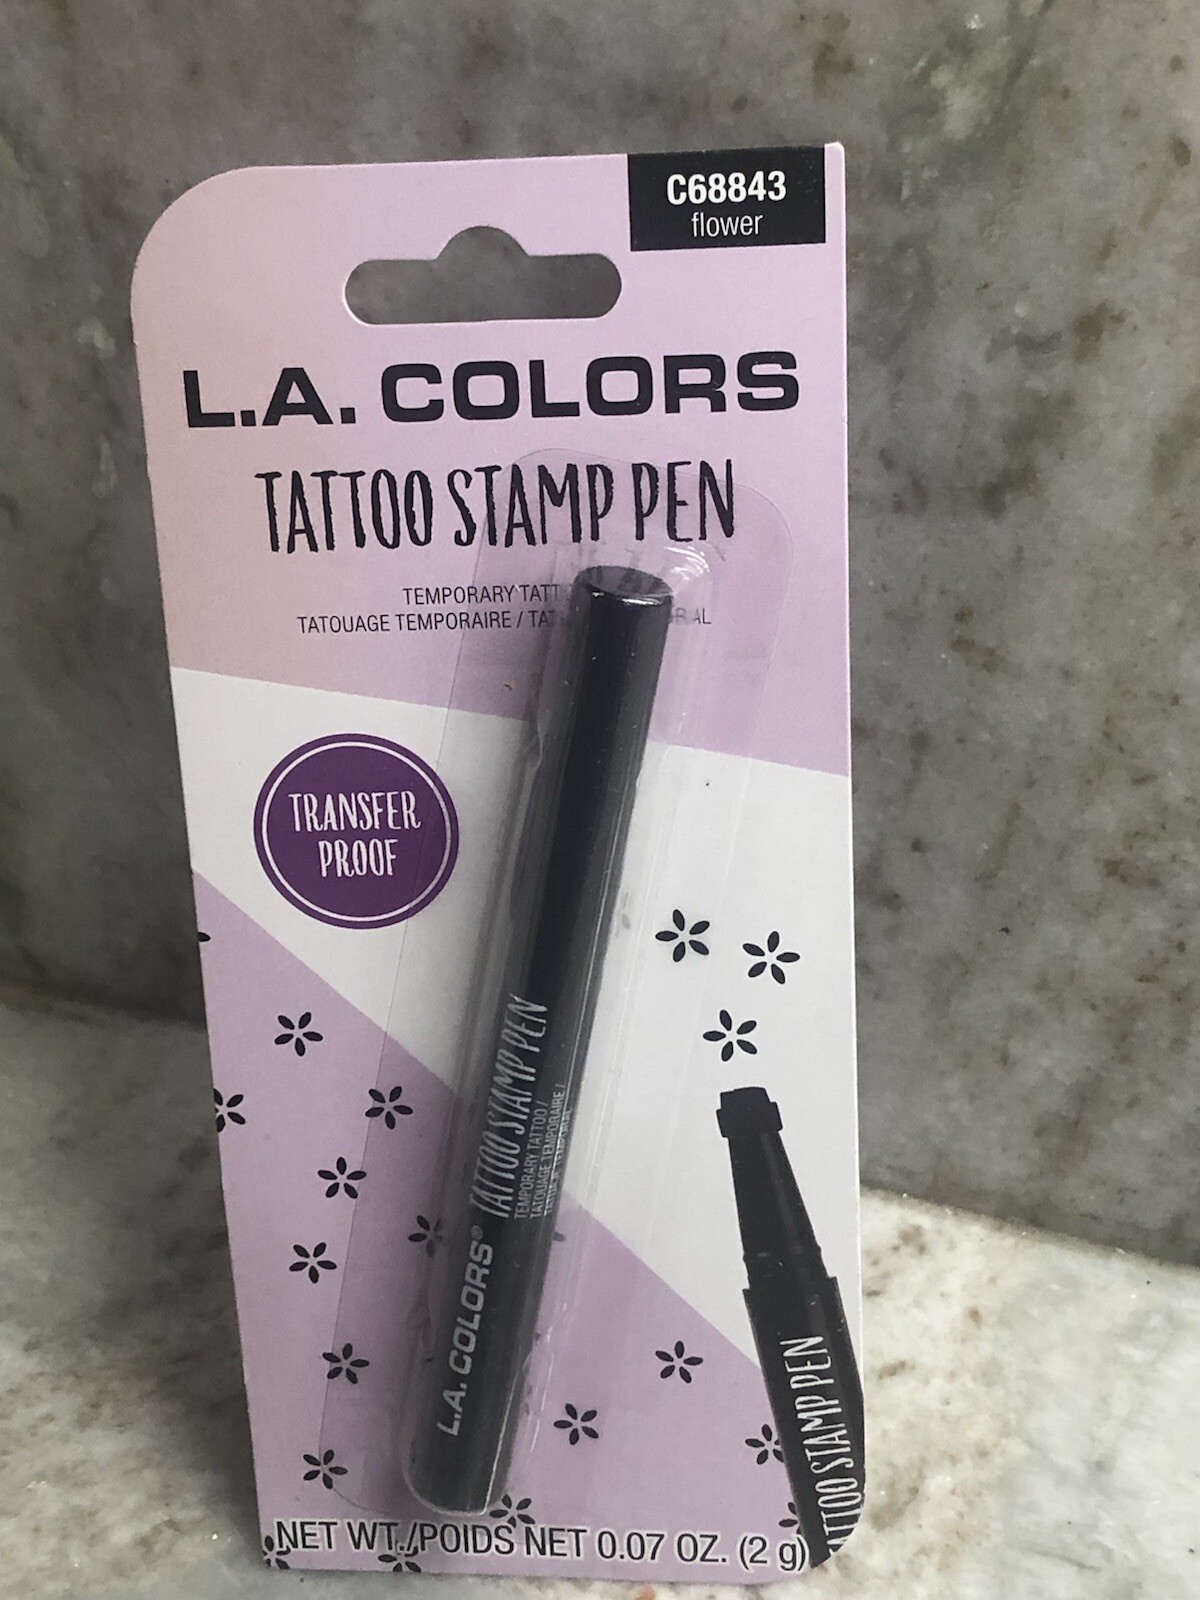 C68843
flower
L.A. COLORS
TATTOO STAMP PEN
TEMPORARY
TATOUAGE TEMPORAIRE /
TRANSFER
PROOF
L.A. COLORS® TATTOO STAMP PEN
TEMPORARY TATTOO /
TATOUAGE TEMPORAIRE /
TATTOO STAMP PEN
NET WT./POIDS NET 0.07 OZ. (2 g)